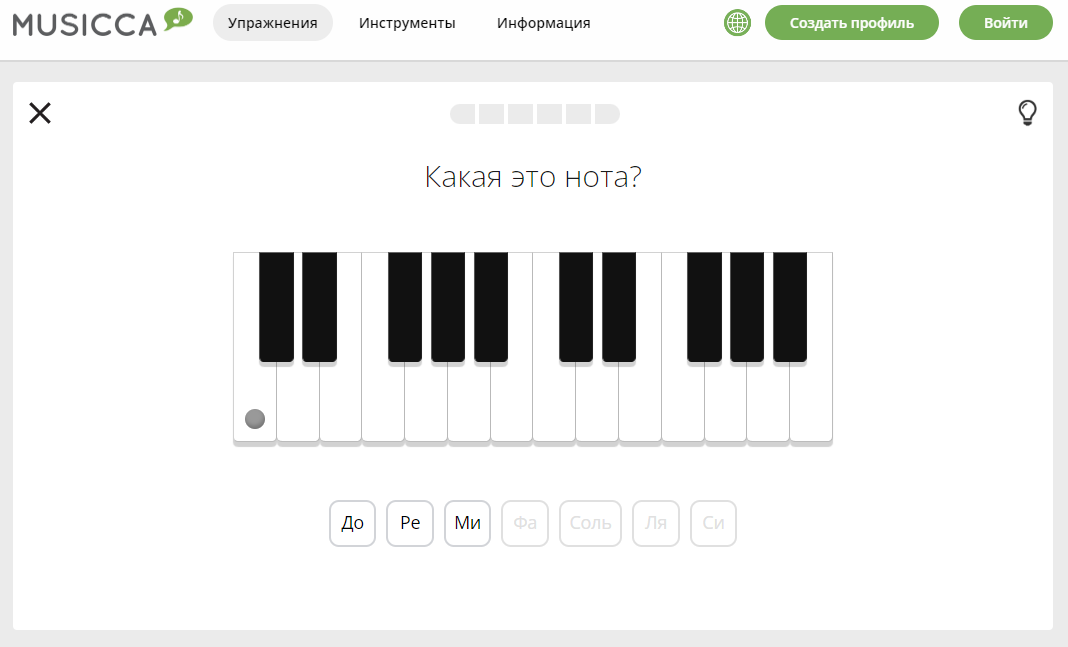 MUSICCA Упражнения Инструменты Информация Создать профиль Войти
Какая это нота?
До Ре Ми Фа Соль Ля Си